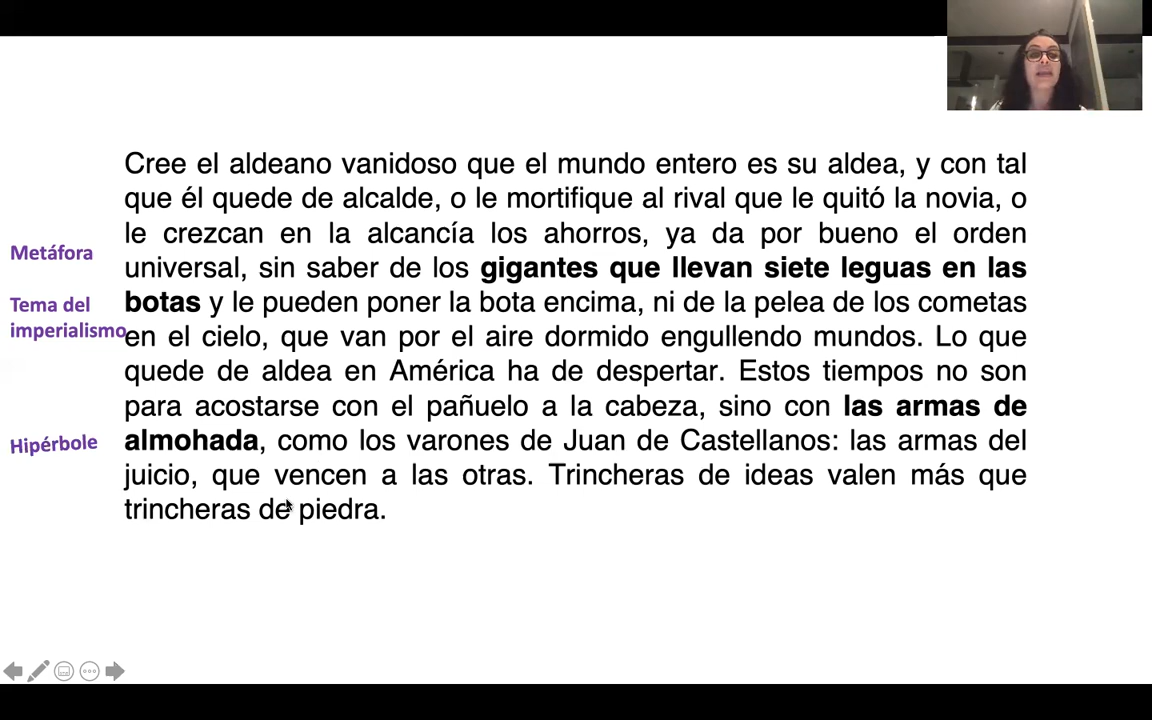 Cree el aldeano vanidoso que el mundo entero es su aldea, y con tal
que él quede de alcalde, o le mortifique al rival que le quitó la novia, o
le crezcan en la alcancía los ahorros, ya da por bueno el orden
universal, sin saber de los gigantes que llevan siete leguas en las
botas y le pueden poner la bota encima, ni de la pelea de los cometas
en el cielo, que van por el aire dormido engullendo mundos. Lo que
quede de aldea en América ha de despertar. Estos tiempos no son
para acostarse con el pañuelo a la cabeza, sino con las armas de
almohada, como los varones de Juan de Castellanos: las armas del
juicio, que vencen a las otras. Trincheras de ideas valen más que
trincheras de piedra.
Metáfora
Tema del
imperialismo
Hipérbole